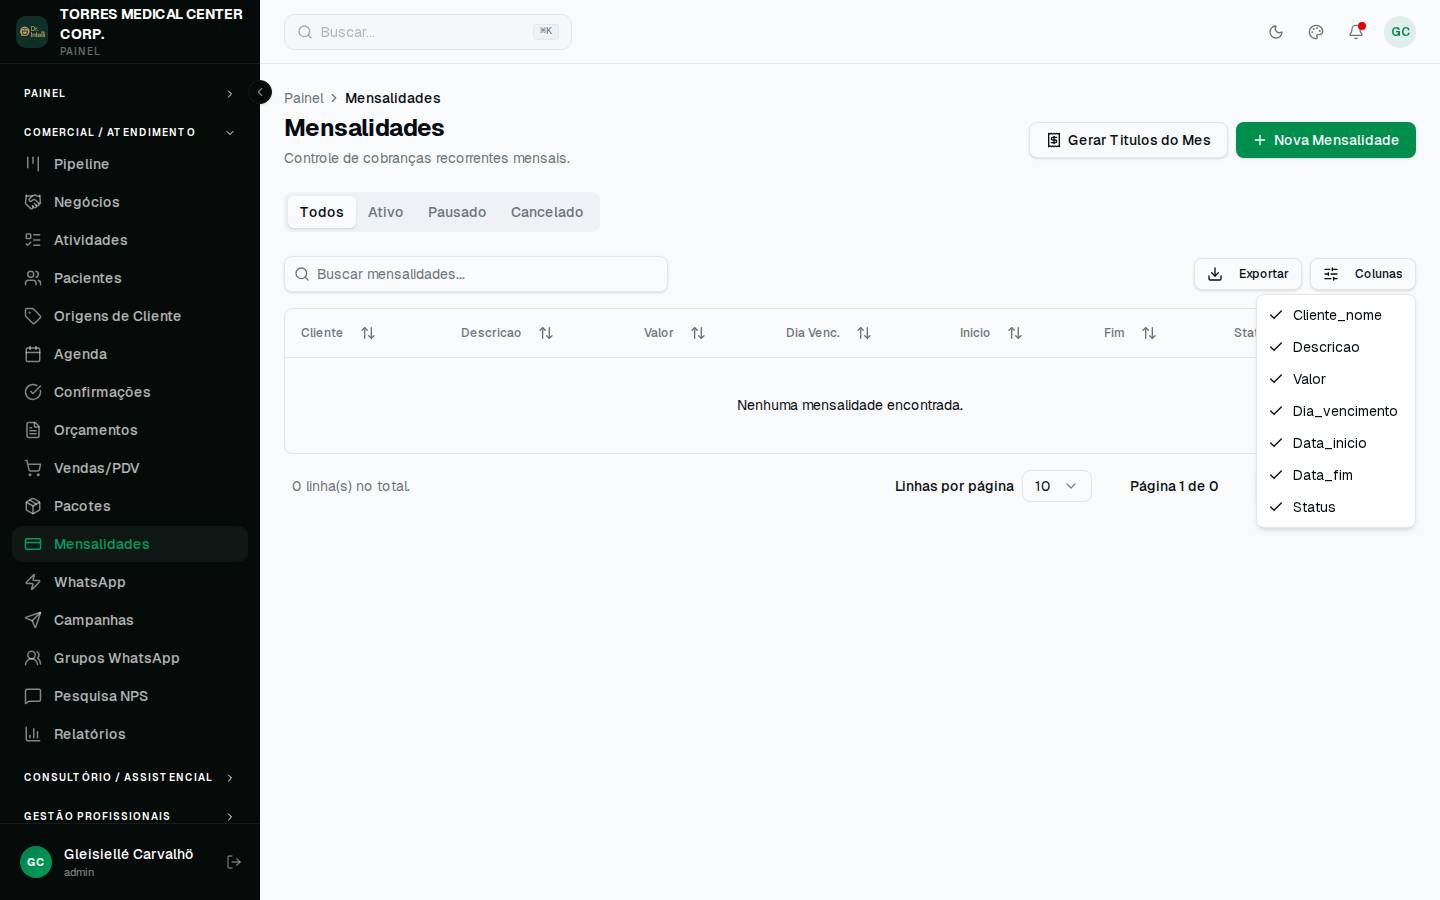 TORRES MEDICAL CENTER
CORP.
PAINEL
Buscar...
⌘K
GC
PAINEL
COMERCIAL / ATENDIMENTO
Pipeline
Negócios
Atividades
Pacientes
Origens de Cliente
Agenda
Confirmações
Orçamentos
Vendas/PDV
Pacotes
Mensalidades
WhatsApp
Campanhas
Grupos WhatsApp
Pesquisa NPS
Relatórios
CONSULTÓRIO / ASSISTENCIAL
GESTÃO PROFISSIONAIS
GC
Gleisiellé Carvalhö
admin
Painel > Mensalidades
Mensalidades
Controle de cobranças recorrentes mensais.
Gerar Titulos do Mes
+ Nova Mensalidade
Todos Ativo Pausado Cancelado
Buscar mensalidades...
Exportar
Colunas
Cliente Descricao Valor Dia Venc. Inicio Fim
Nenhuma mensalidade encontrada.
0 linha(s) no total.
Linhas por página 10
Página 1 de 0
Cliente_nome
Descricao
Valor
Dia_vencimento
Data_inicio
Data_fim
Status